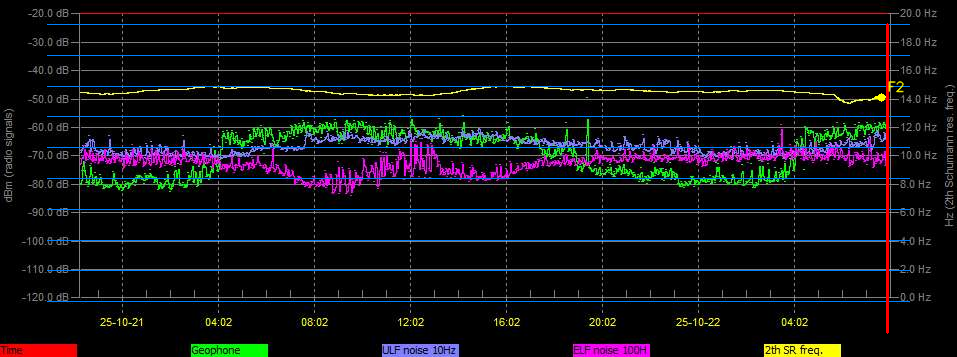 -20.0 dB 20.0 Hz
-30.0 dB 18.0 Hz
-40.0 dB 16.0 Hz
-50.0 dB 14.0 Hz
F2
-60.0 dB 12.0 Hz
-70.0 dB 10.0 Hz
-80.0 dB 8.0 Hz
-90.0 dB 6.0 Hz
-100.0 dB 4.0 Hz
-110.0 dB 2.0 Hz
-120.0 dB 0.0 Hz
dBm (radio signals)
Hz (2th Schumann res. freq.)
25-10-21 04:02 08:02 12:02 16:02 20:02 25-10-22 04:02
Time Geophone ULF noise 10Hz ELF noise 100H 2th SR freq.